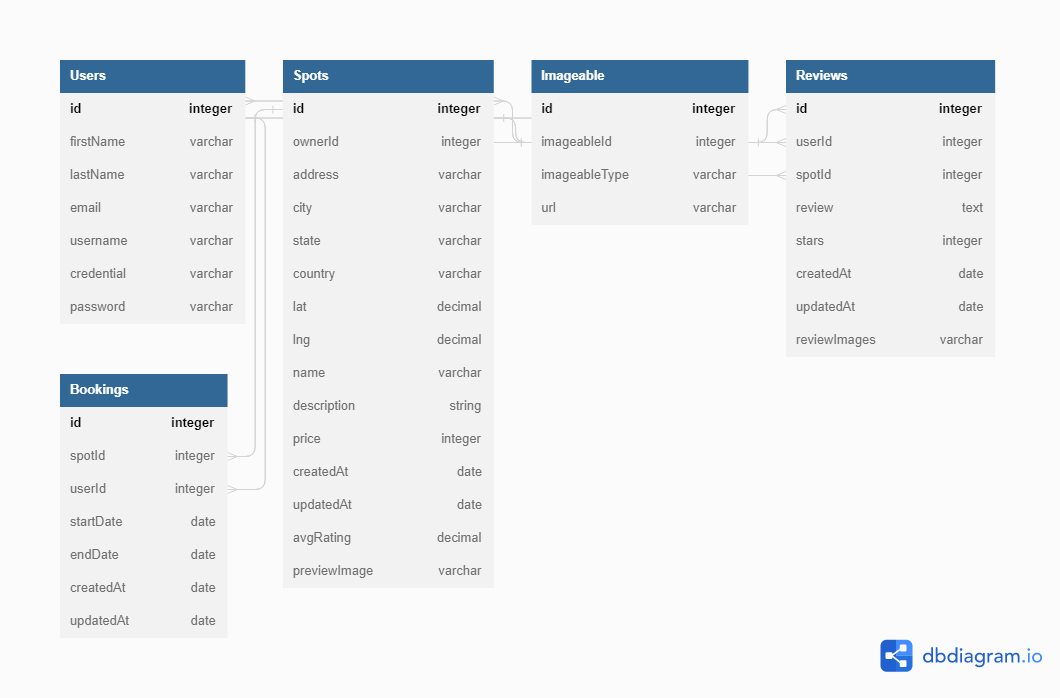 Users
id integer
firstName varchar
lastName varchar
email varchar
username varchar
credential varchar
password varchar
Spots
id integer
ownerId integer
address varchar
city varchar
state varchar
country varchar
lat decimal
lng decimal
name varchar
description string
price integer
createdAt date
updatedAt date
avgRating decimal
previewImage varchar
Imageable
id integer
imageableId integer
imageableType varchar
url varchar
Reviews
id integer
userId integer
spotId integer
review text
stars integer
createdAt date
updatedAt date
reviewImages varchar
Bookings
id integer
spotId integer
userId integer
startDate date
endDate date
createdAt date
updatedAt date
dbdiagram.io